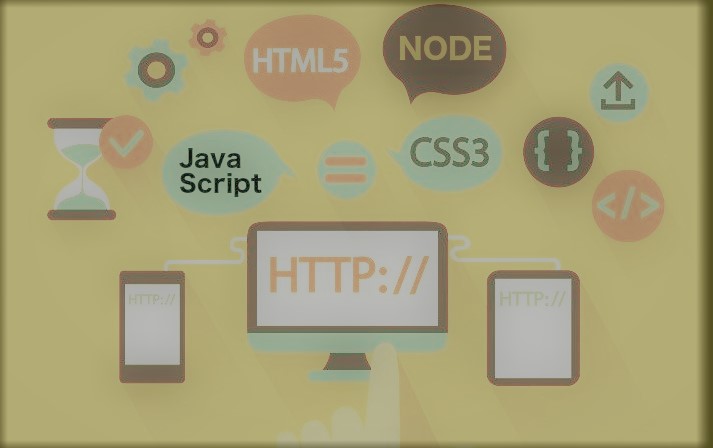 HTML5
NODE
Java
Script
=
CSS3
{}
</>
HTTP://
HTTP://
HTTP://